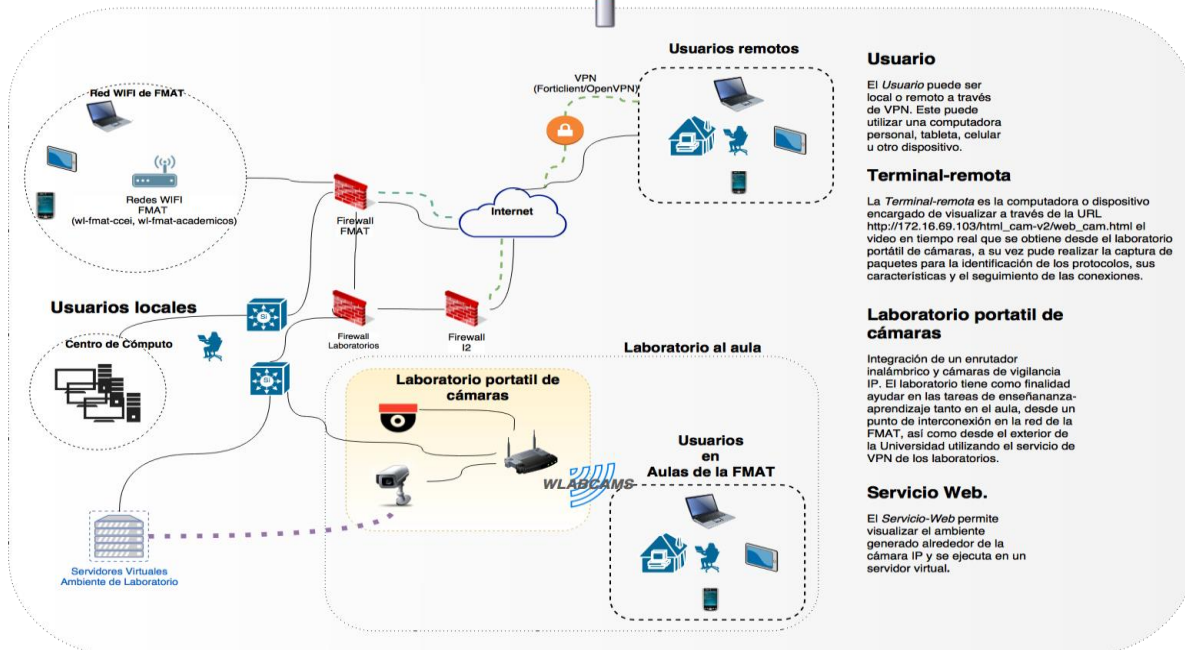 Usuarios remotos
VPN
(Forticlient/OpenVPN)
Red WIFI de FMAT
Redes WIFI
FMAT
(wl-fmat-ccei, wl-fmat-academicos)
Firewall
FMAT
Internet
Usuarios locales
Centro de Cómputo
Si
Si
Firewall
Laboratorios
Firewall
I2
Laboratorio al aula
Laboratorio portatil de
cámaras
WLABCAMS
Usuarios
en
Aulas de la FMAT
Servidores Virtuales
Ambiente de Laboratorio
Usuario
El Usuario puede ser
local o remoto a través
de VPN. Este puede
utilizar una computadora
personal, tableta, celular
u otro dispositivo.
Terminal-remota
La Terminal-remota es la computadora o dispositivo
encargado de visualizar a través de la URL
http://172.16.69.103/html_cam-v2/web_cam.html el
video en tiempo real que se obtiene desde el laboratorio
portátil de cámaras, a su vez pude realizar la captura de
paquetes para la identificación de los protocolos, sus
características y el seguimiento de las conexiones.
Laboratorio portatil de
cámaras
Integración de un enrutador
inalámbrico y cámaras de vigilancia
IP. El laboratorio tiene como finalidad
ayudar en las tareas de enseñananza-
aprendizaje tanto en el aula, desde un
punto de interconexión en la red de la
FMAT, así como desde el exterior de
la Universidad utilizando el servicio de
VPN de los laboratorios.
Servicio Web.
El Servicio-Web permite
visualizar el ambiente
generado alrededor de la
cámara IP y se ejecuta en un
servidor virtual.